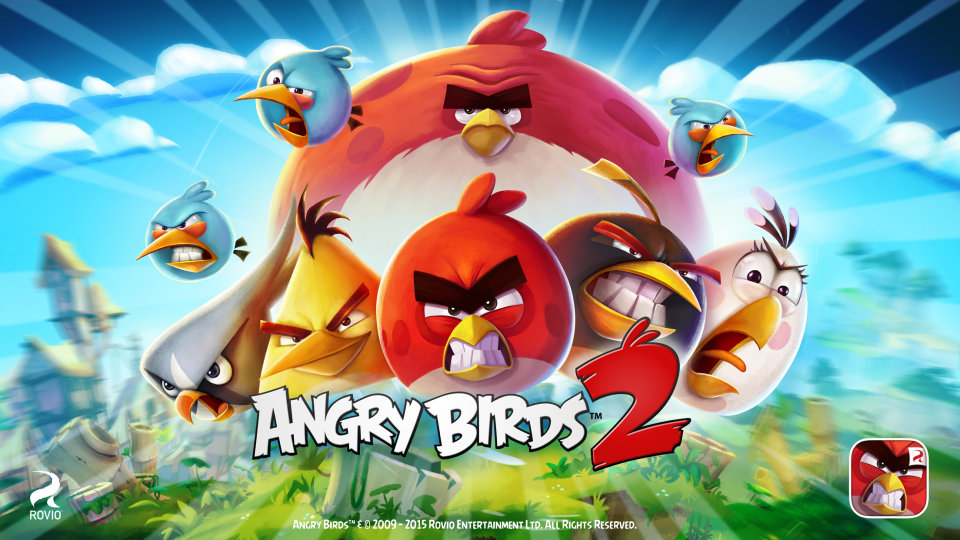 ANGRY BIRDS™ 2
ROVIO
ANGRY BIRDS™ & © 2009 - 2015 ROVIO ENTERTAINMENT LTD. ALL RIGHTS RESERVED.